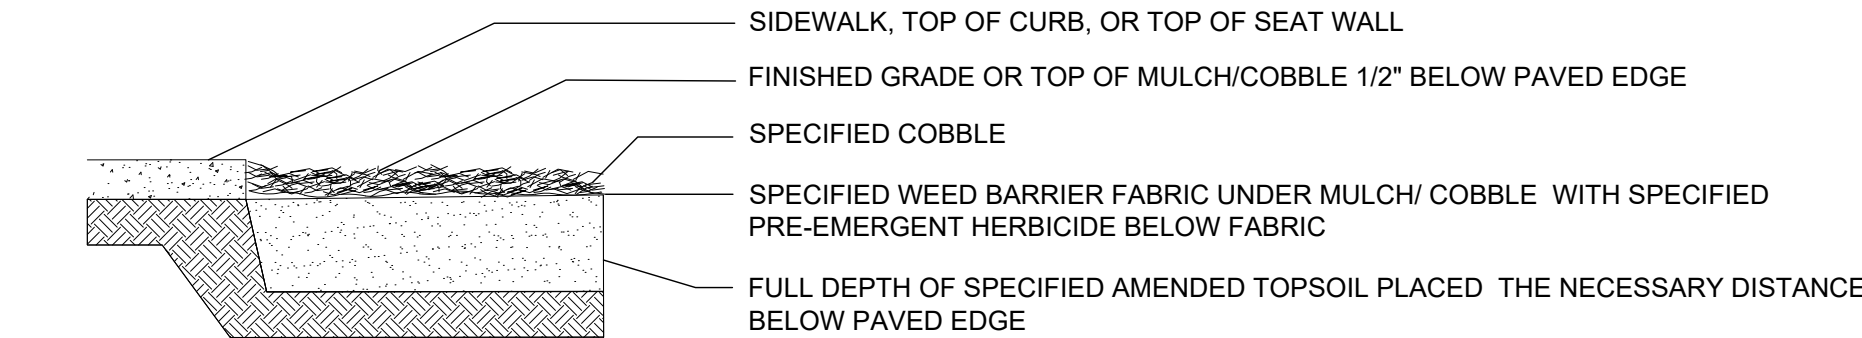 SIDEWALK, TOP OF CURB, OR TOP OF SEAT WALL
FINISHED GRADE OR TOP OF MULCH/COBBLE 1/2" BELOW PAVED EDGE
SPECIFIED COBBLE
SPECIFIED WEED BARRIER FABRIC UNDER MULCH/ COBBLE WITH SPECIFIED
PRE-EMERGENT HERBICIDE BELOW FABRIC
FULL DEPTH OF SPECIFIED AMENDED TOPSOIL PLACED THE NECESSARY DISTANCE
BELOW PAVED EDGE